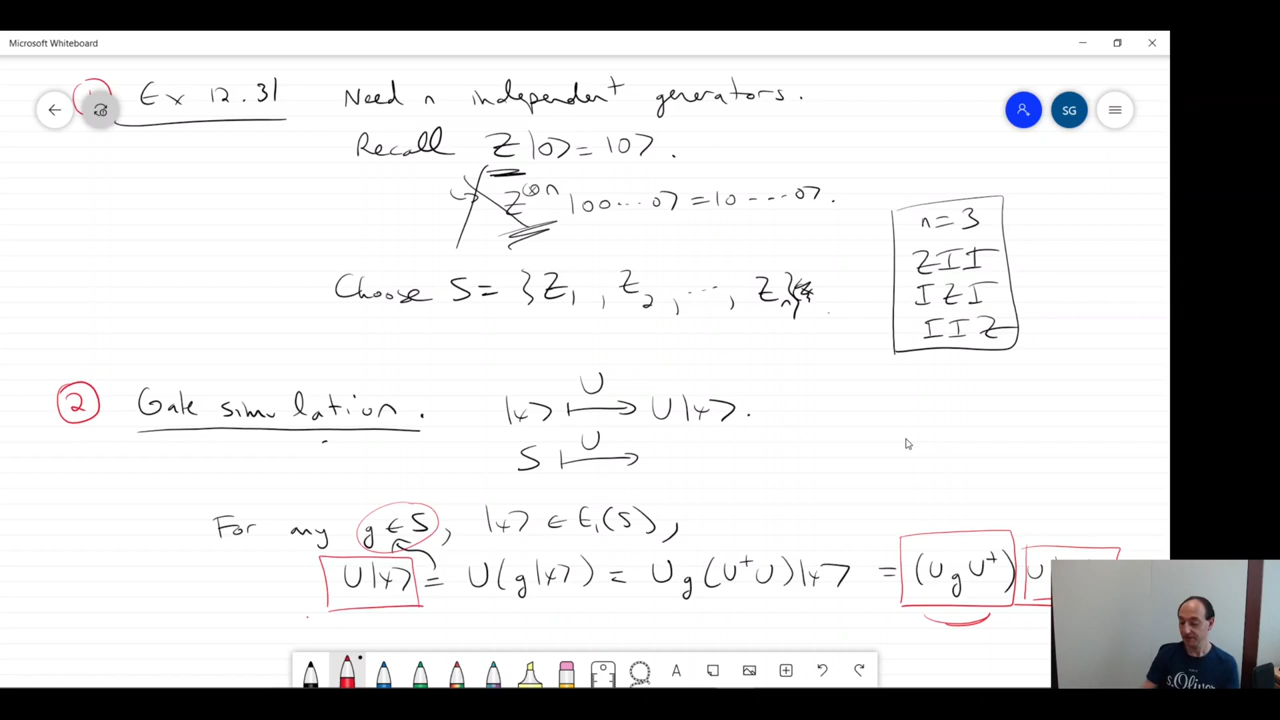 Microsoft Whiteboard
Ex 12.31 Need n independent generators.
Recall Z|0> = |0>.
Z^{⊗n} |00···0> = |0---0>.
n = 3
ZII
IZI
IIZ
Choose S = {Z_1, Z_2, ···, Z_n}
SG
2 Gate simulation. |ψ> ↦ U|ψ>.
U
S ↦
U
For any g ∈ S, |ψ> ∈ E_1(S),
U|ψ> = U(g|ψ>) = Ug(U†U)|ψ> = (UgU†)
A
s.Oliver